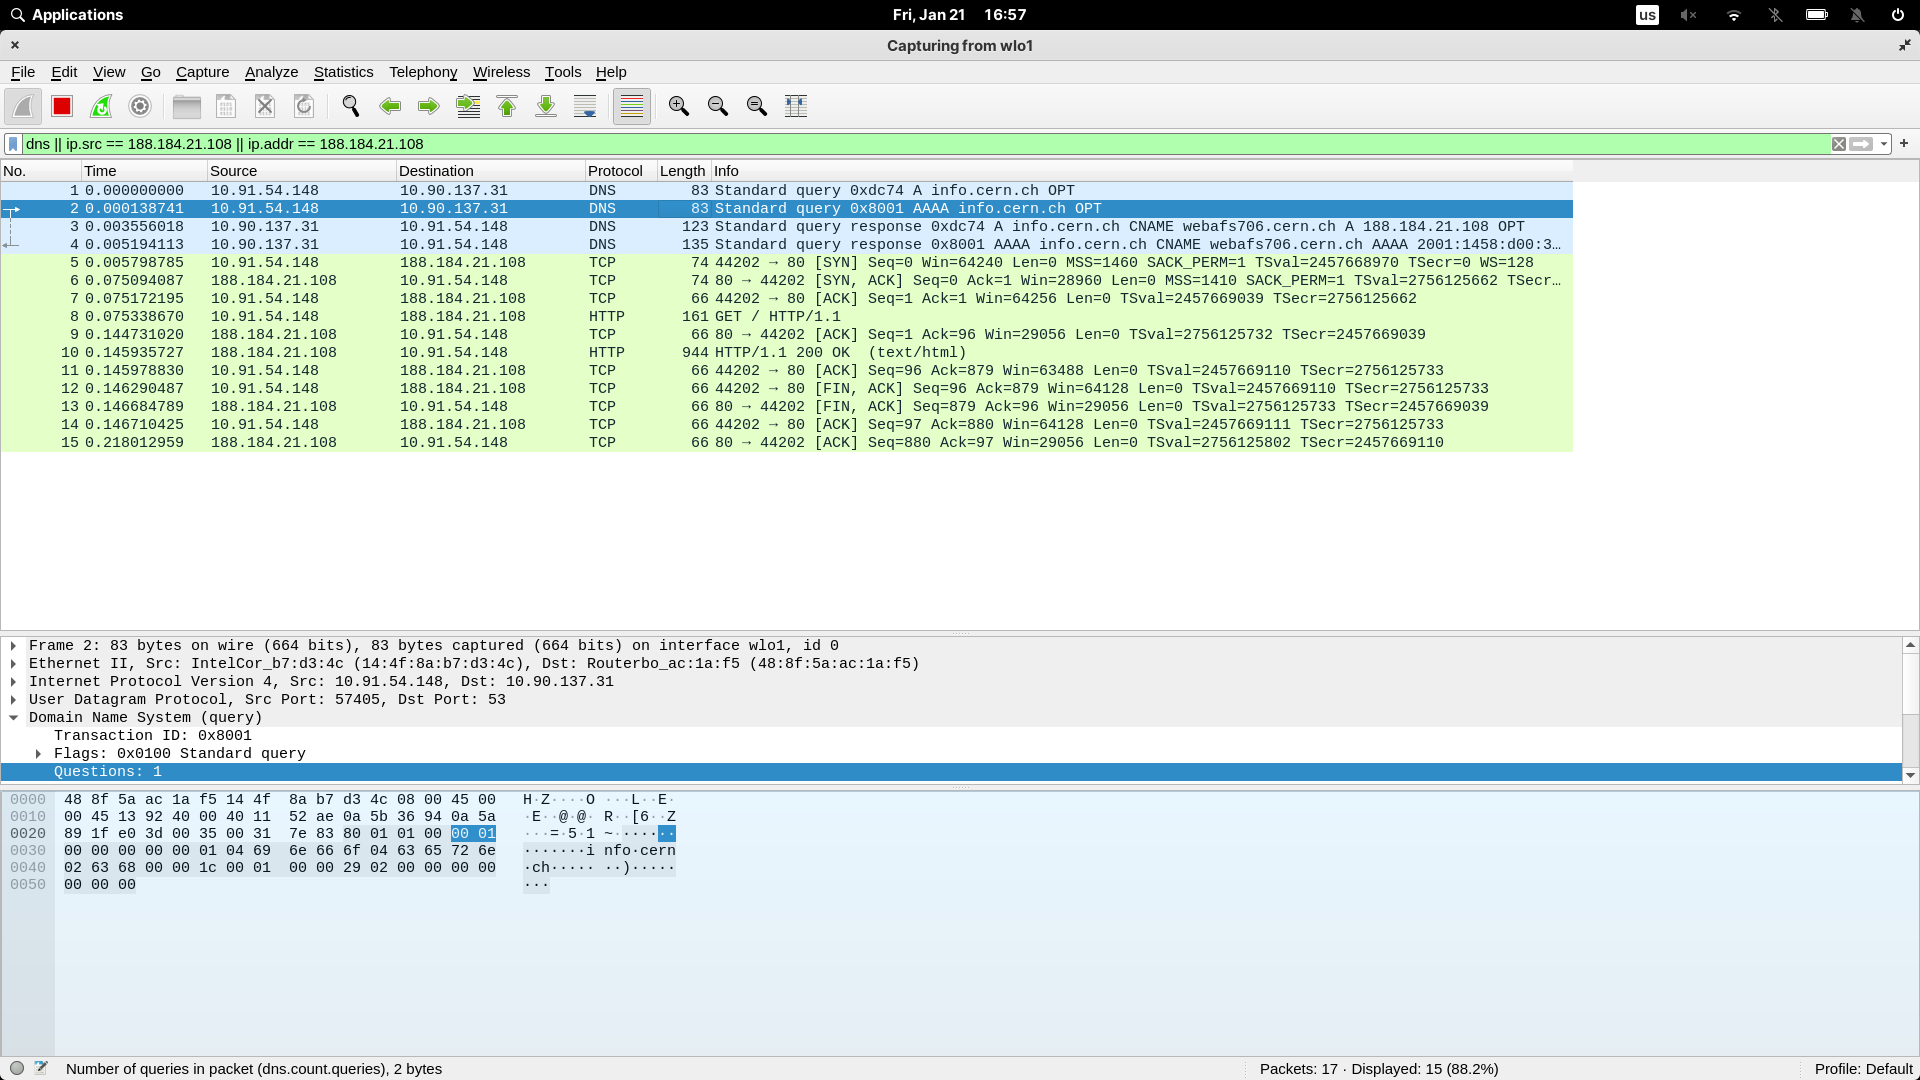 Applications Fri, Jan 21 16:57 us
Capturing from wlo1
File Edit View Go Capture Analyze Statistics Telephony Wireless Tools Help
dns || ip.src == 188.184.21.108 || ip.addr == 188.184.21.108
No. Time Source Destination Protocol Length Info
1 0.000000000 10.91.54.148 10.90.137.31 DNS 83 Standard query 0xdc74 A info.cern.ch OPT
2 0.000138741 10.91.54.148 10.90.137.31 DNS 83 Standard query 0x8001 AAAA info.cern.ch OPT
3 0.003556018 10.90.137.31 10.91.54.148 DNS 123 Standard query response 0xdc74 A info.cern.ch CNAME webafs706.cern.ch A 188.184.21.108 OPT
4 0.005194113 10.90.137.31 10.91.54.148 DNS 135 Standard query response 0x8001 AAAA info.cern.ch CNAME webafs706.cern.ch AAAA 2001:1458:d00:3…
5 0.005798785 10.91.54.148 188.184.21.108 TCP 74 44202 → 80 [SYN] Seq=0 Win=64240 Len=0 MSS=1460 SACK_PERM=1 TSval=2457668970 TSecr=0 WS=128
6 0.075094087 188.184.21.108 10.91.54.148 TCP 74 80 → 44202 [SYN, ACK] Seq=0 Ack=1 Win=28960 Len=0 MSS=1410 SACK_PERM=1 TSval=2756125662 TSecr…
7 0.075172195 10.91.54.148 188.184.21.108 TCP 66 44202 → 80 [ACK] Seq=1 Ack=1 Win=64256 Len=0 TSval=2457669039 TSecr=2756125662
8 0.075338670 10.91.54.148 188.184.21.108 HTTP 161 GET / HTTP/1.1
9 0.144731020 188.184.21.108 10.91.54.148 TCP 66 80 → 44202 [ACK] Seq=1 Ack=96 Win=29056 Len=0 TSval=2756125732 TSecr=2457669039
10 0.145935727 188.184.21.108 10.91.54.148 HTTP 944 HTTP/1.1 200 OK (text/html)
11 0.145978830 10.91.54.148 188.184.21.108 TCP 66 44202 → 80 [ACK] Seq=96 Ack=879 Win=63488 Len=0 TSval=2457669110 TSecr=2756125733
12 0.146290487 10.91.54.148 188.184.21.108 TCP 66 44202 → 80 [FIN, ACK] Seq=96 Ack=879 Win=64128 Len=0 TSval=2457669110 TSecr=2756125733
13 0.146684789 188.184.21.108 10.91.54.148 TCP 66 80 → 44202 [FIN, ACK] Seq=879 Ack=96 Win=29056 Len=0 TSval=2756125733 TSecr=2457669039
14 0.146710425 10.91.54.148 188.184.21.108 TCP 66 44202 → 80 [ACK] Seq=97 Ack=880 Win=64128 Len=0 TSval=2457669111 TSecr=2756125733
15 0.218012959 188.184.21.108 10.91.54.148 TCP 66 80 → 44202 [ACK] Seq=880 Ack=97 Win=29056 Len=0 TSval=2756125802 TSecr=2457669110
Frame 2: 83 bytes on wire (664 bits), 83 bytes captured (664 bits) on interface wlo1, id 0
Ethernet II, Src: IntelCor_b7:d3:4c (14:4f:8a:b7:d3:4c), Dst: Routerbo_ac:1a:f5 (48:8f:5a:ac:1a:f5)
Internet Protocol Version 4, Src: 10.91.54.148, Dst: 10.90.137.31
User Datagram Protocol, Src Port: 57405, Dst Port: 53
Domain Name System (query)
Transaction ID: 0x8001
Flags: 0x0100 Standard query
Questions: 1
0000 48 8f 5a ac 1a f5 14 4f 8a b7 d3 4c 08 00 45 00 H·Z····O ···L··E·
0010 00 45 13 92 40 00 40 11 52 ae 0a 5b 36 94 0a 5a ·E··@·@· R··[6··Z
0020 89 1f e0 3d 00 35 00 31 7e 83 80 01 01 00 00 01 ···=·5·1 ~·······
0030 00 00 00 00 00 01 04 69 6e 66 6f 04 63 65 72 6e ·······i nfo·cern
0040 02 63 68 00 00 1c 00 01 00 00 29 02 00 00 00 00 ·ch····· ··)·····
0050 00 00 00 ···
Number of queries in packet (dns.count.queries), 2 bytes Packets: 17 · Displayed: 15 (88.2%) Profile: Default